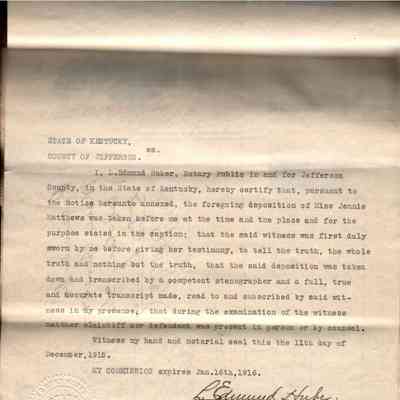 STATE OF KENTUCKY,
ss.
COUNTY OF JEFFERSON.
I, L.Edmund Huber, Notary Public in and for Jefferson
County, in the State of Kentucky, hereby certify that, pursuant to
the Notice hereunto annexed, the foregoing deposition of Miss Jennie
Matthews was taken before me at the time and the place and for the
purpose stated in the caption; that the said witness was first duly
sworn by me before giving her testimony, to tell the truth, the whole
truth and nothing but the truth, that the said deposition was taken
down and transcribed by a competent stenographer and a full, true
and accurate transcript made, read to and subscribed by said wit-
ness in my presence; that during the examination of the witness
neither plaintiff nor defendant was present in person or by counsel.
Witness my hand and notarial seal this the 11th day of
December, 1915.
MY COMMISSION expires Jan.16th,1916.
L. Edmund Huber